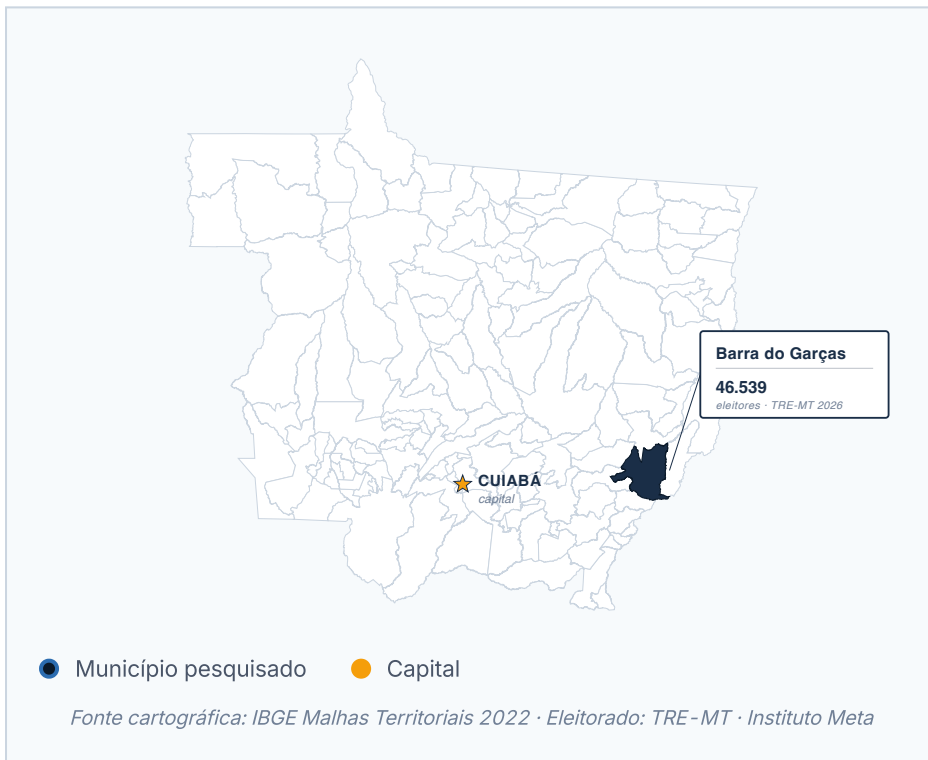 Barra do Garças
46.539
eleitores · TRE-MT 2026
CUIABÁ
capital
Município pesquisado
Capital
Fonte cartográfica: IBGE Malhas Territoriais 2022 · Eleitorado: TRE-MT · Instituto Meta